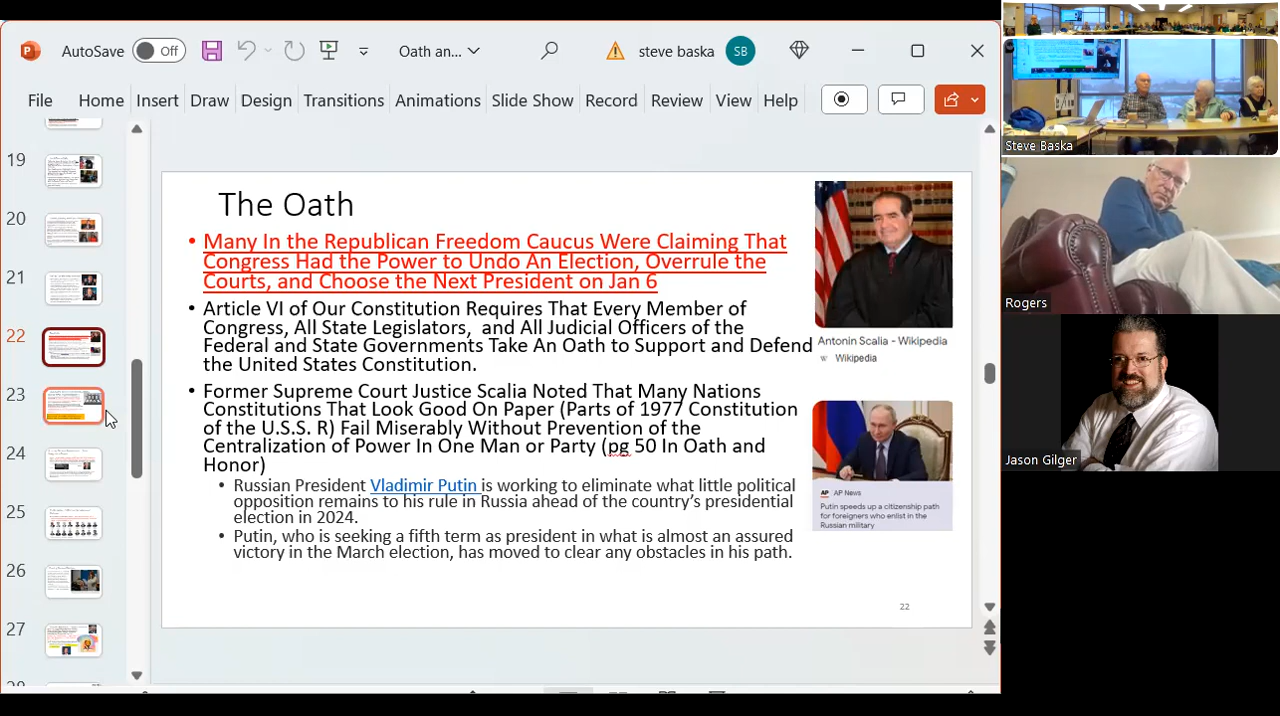 AutoSave
Off
Oath an...
steve baska
SB
File
Home
Insert
Draw
Design
Transitions
Animations
Slide Show
Record
Review
View
Help
19
20
21
22
23
24
25
26
27
The Oath
• Many In the Republican Freedom Caucus Were Claiming That
Congress Had the Power to Undo An Election, Overrule the
Courts, and Choose the Next President on Jan 6
• Article VI of Our Constitution Requires That Every Member of
Congress, All State Legislators, and All Judicial Officers of the
Federal and State Governments Take An Oath to Support and Defend
the United States Constitution.
• Former Supreme Court Justice Scalia Noted That Many Nations
Constitutions That Look Good On Paper (Parts of 1977 Constitution
of the U.S.S. R) Fail Miserably Without Prevention of the
Centralization of Power In One Man or Party (pg 50 In Oath and
Honor)
• Russian President Vladimir Putin is working to eliminate what little political
opposition remains to his rule in Russia ahead of the country's presidential
election in 2024.
• Putin, who is seeking a fifth term as president in what is almost an assured
victory in the March election, has moved to clear any obstacles in his path.
Antonin Scalia - Wikipedia
W Wikipedia
AP AP News
Putin speeds up a citizenship path
for foreigners who enlist in the
Russian military
22
Steve Baska
Rogers
Jason Gilger